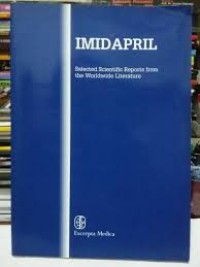 IMIDAPRIL
Selected Scientific Reports from
the Worldwide Literature
Excerpta Medica